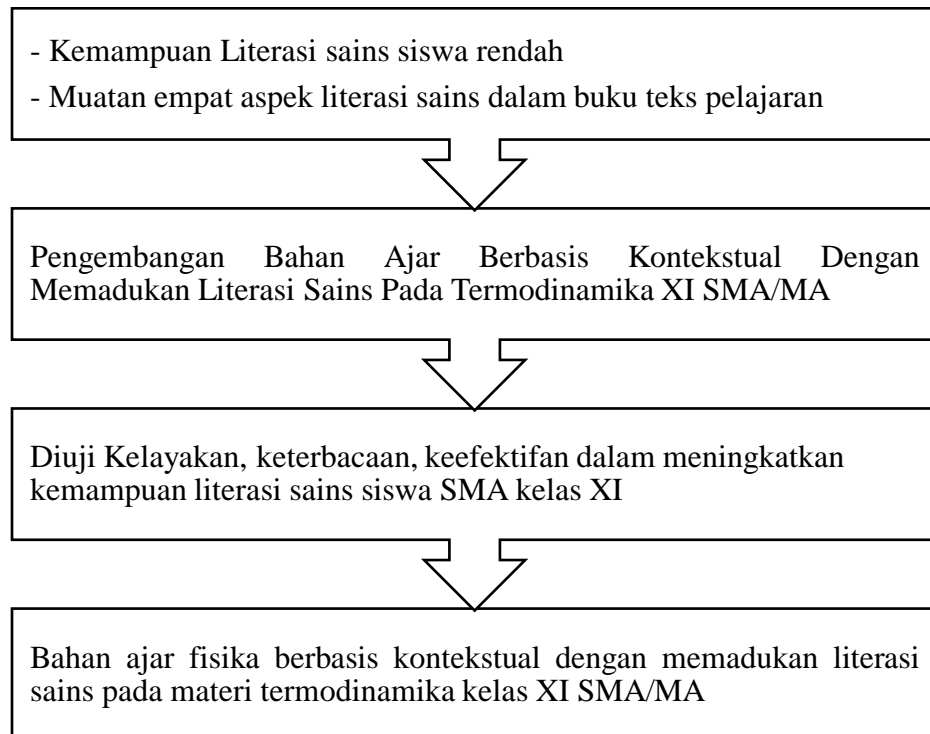 - Kemampuan Literasi sains siswa rendah
- Muatan empat aspek literasi sains dalam buku teks pelajaran
Pengembangan Bahan Ajar Berbasis Kontekstual Dengan
Memadukan Literasi Sains Pada Termodinamika XI SMA/MA
Diuji Kelayakan, keterbacaan, keefektifan dalam meningkatkan
kemampuan literasi sains siswa SMA kelas XI
Bahan ajar fisika berbasis kontekstual dengan memadukan literasi
sains pada materi termodinamika kelas XI SMA/MA